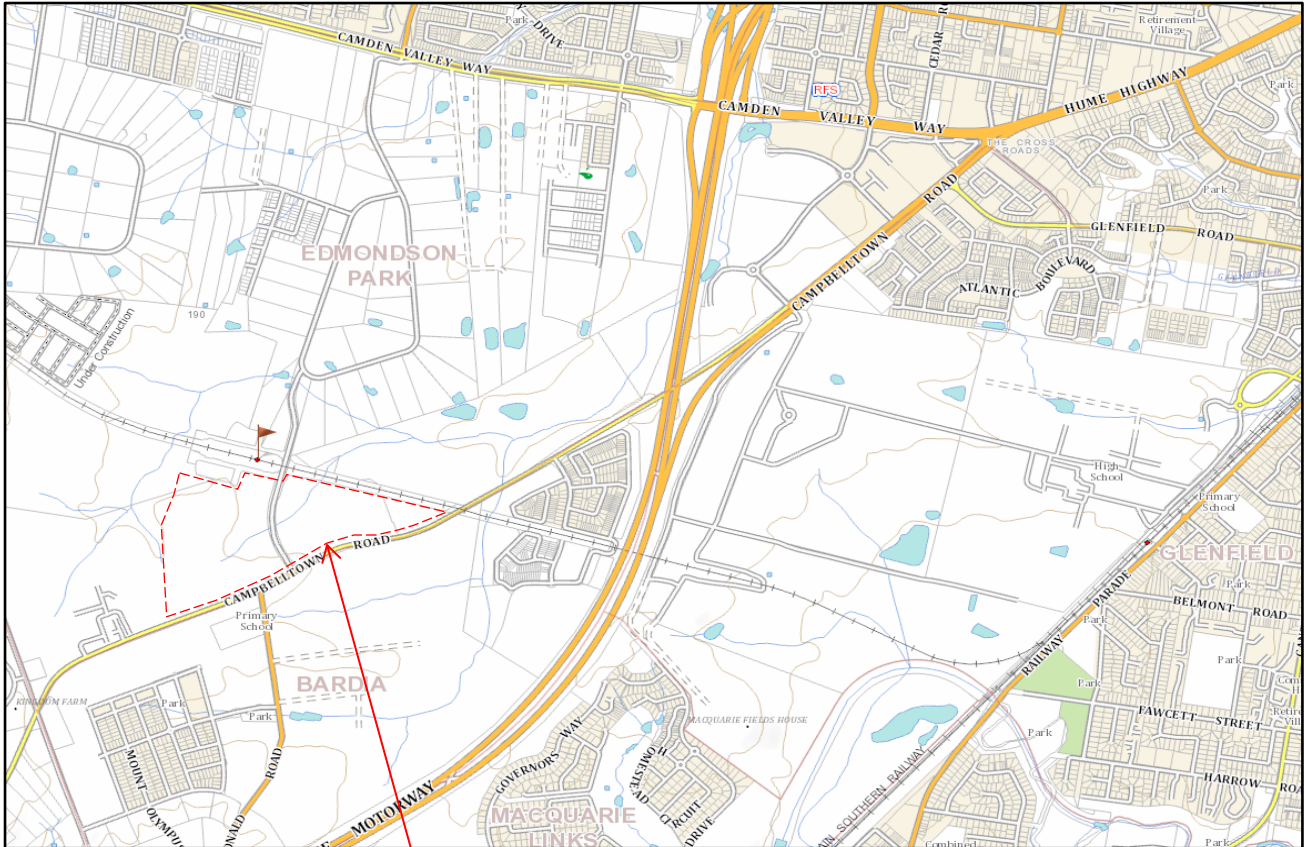 Park
DRIVE
CEDAR
Retirement
Village
CAMDEN VALLEY WAY
RFS
Park
HUME HIGHWAY
CAMDEN VALLEY WAY
THE CROSS
ROADS
ROAD
Park
GLENFIELD ROAD
EDMONDSON
PARK
CAMPBELLTOWN
ATLANTIC BOULEVARD
190
Under Construction
High
School
Primary
School
GLENFIELD
CAMPBELLTOWN ROAD
PARADE
Park
BELMONT ROAD
Primary
School
Park
RAILWAY
Park
BARDIA
Park
Park
Park
KINGDOM FARM
MACQUARIE FIELDS HOUSE
FAWCETT STREET
Park
GOVERNORS WAY
HOMESTEAD
CIRCUIT
DRIVE
MOUNT OLYMPUS
ROAD
HARROW
MOTORWAY
MACQUARIE
LINKS
SOUTHERN RAILWAY
Combined
Park